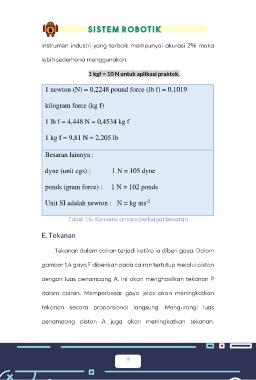 SISTEM ROBOTIK
instrumen industri yang terbaik mempunyai akurasi 2% maka
lebih sederhana menggunakan:
1 kgf = 10 N untuk aplikasi praktek.
1 newton (N) = 0,2248 pound force (lb f) = 0,1019
kilogram force (kg f)
1 lb f = 4,448 N = 0,4534 kg f
1 kg f = 9,81 N = 2,205 lb
Besaran lainnya :
dyne (unit cgs) : 1 N = 105 dyne
ponds (gram force) : 1 N = 102 ponds
Unit SI adalah newton : N = kg ms⁻²
Tabel 1.4. Konversi antara berbagai besaran
E. Tekanan
Tekanan dalam cairan terjadi ketika ia diberi gaya. Dalam
gambar 1.4 gaya F diberikan pada cairan tertutup melalui piston
dengan luas penampang A. Ini akan menghasilkan tekanan P
dalam cairan. Memperbesar gaya jelas akan meningkatkan
tekanan secara proporsional langsung. Mengurangi luas
penampang piston A juga akan meningkatkan tekanan.